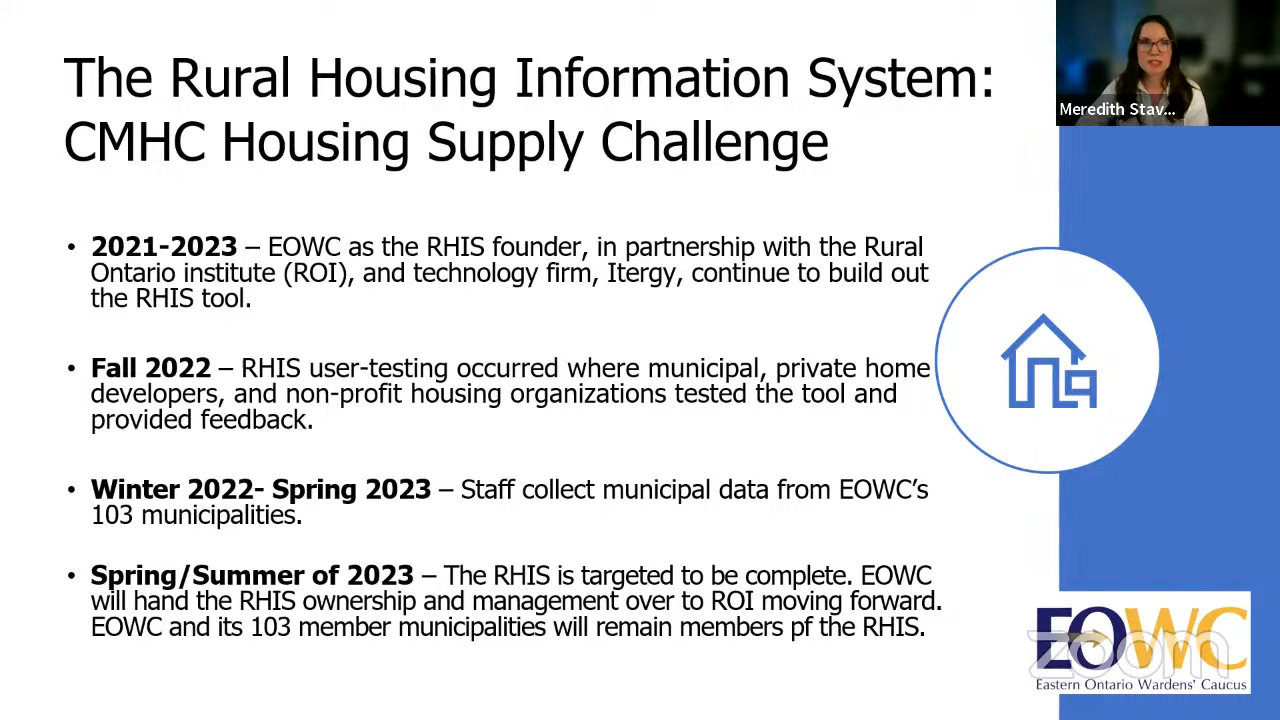 The Rural Housing Information System:
CMHC Housing Supply Challenge
Meredith Stav...
• 2021-2023 – EOWC as the RHIS founder, in partnership with the Rural
Ontario institute (ROI), and technology firm, Itergy, continue to build out
the RHIS tool.
• Fall 2022 – RHIS user-testing occurred where municipal, private home
developers, and non-profit housing organizations tested the tool and
provided feedback.
• Winter 2022- Spring 2023 – Staff collect municipal data from EOWC’s
103 municipalities.
• Spring/Summer of 2023 – The RHIS is targeted to be complete. EOWC
will hand the RHIS ownership and management over to ROI moving forward.
EOWC and its 103 member municipalities will remain members pf the RHIS.
EOWC
zoom
Eastern Ontario Wardens’ Caucus